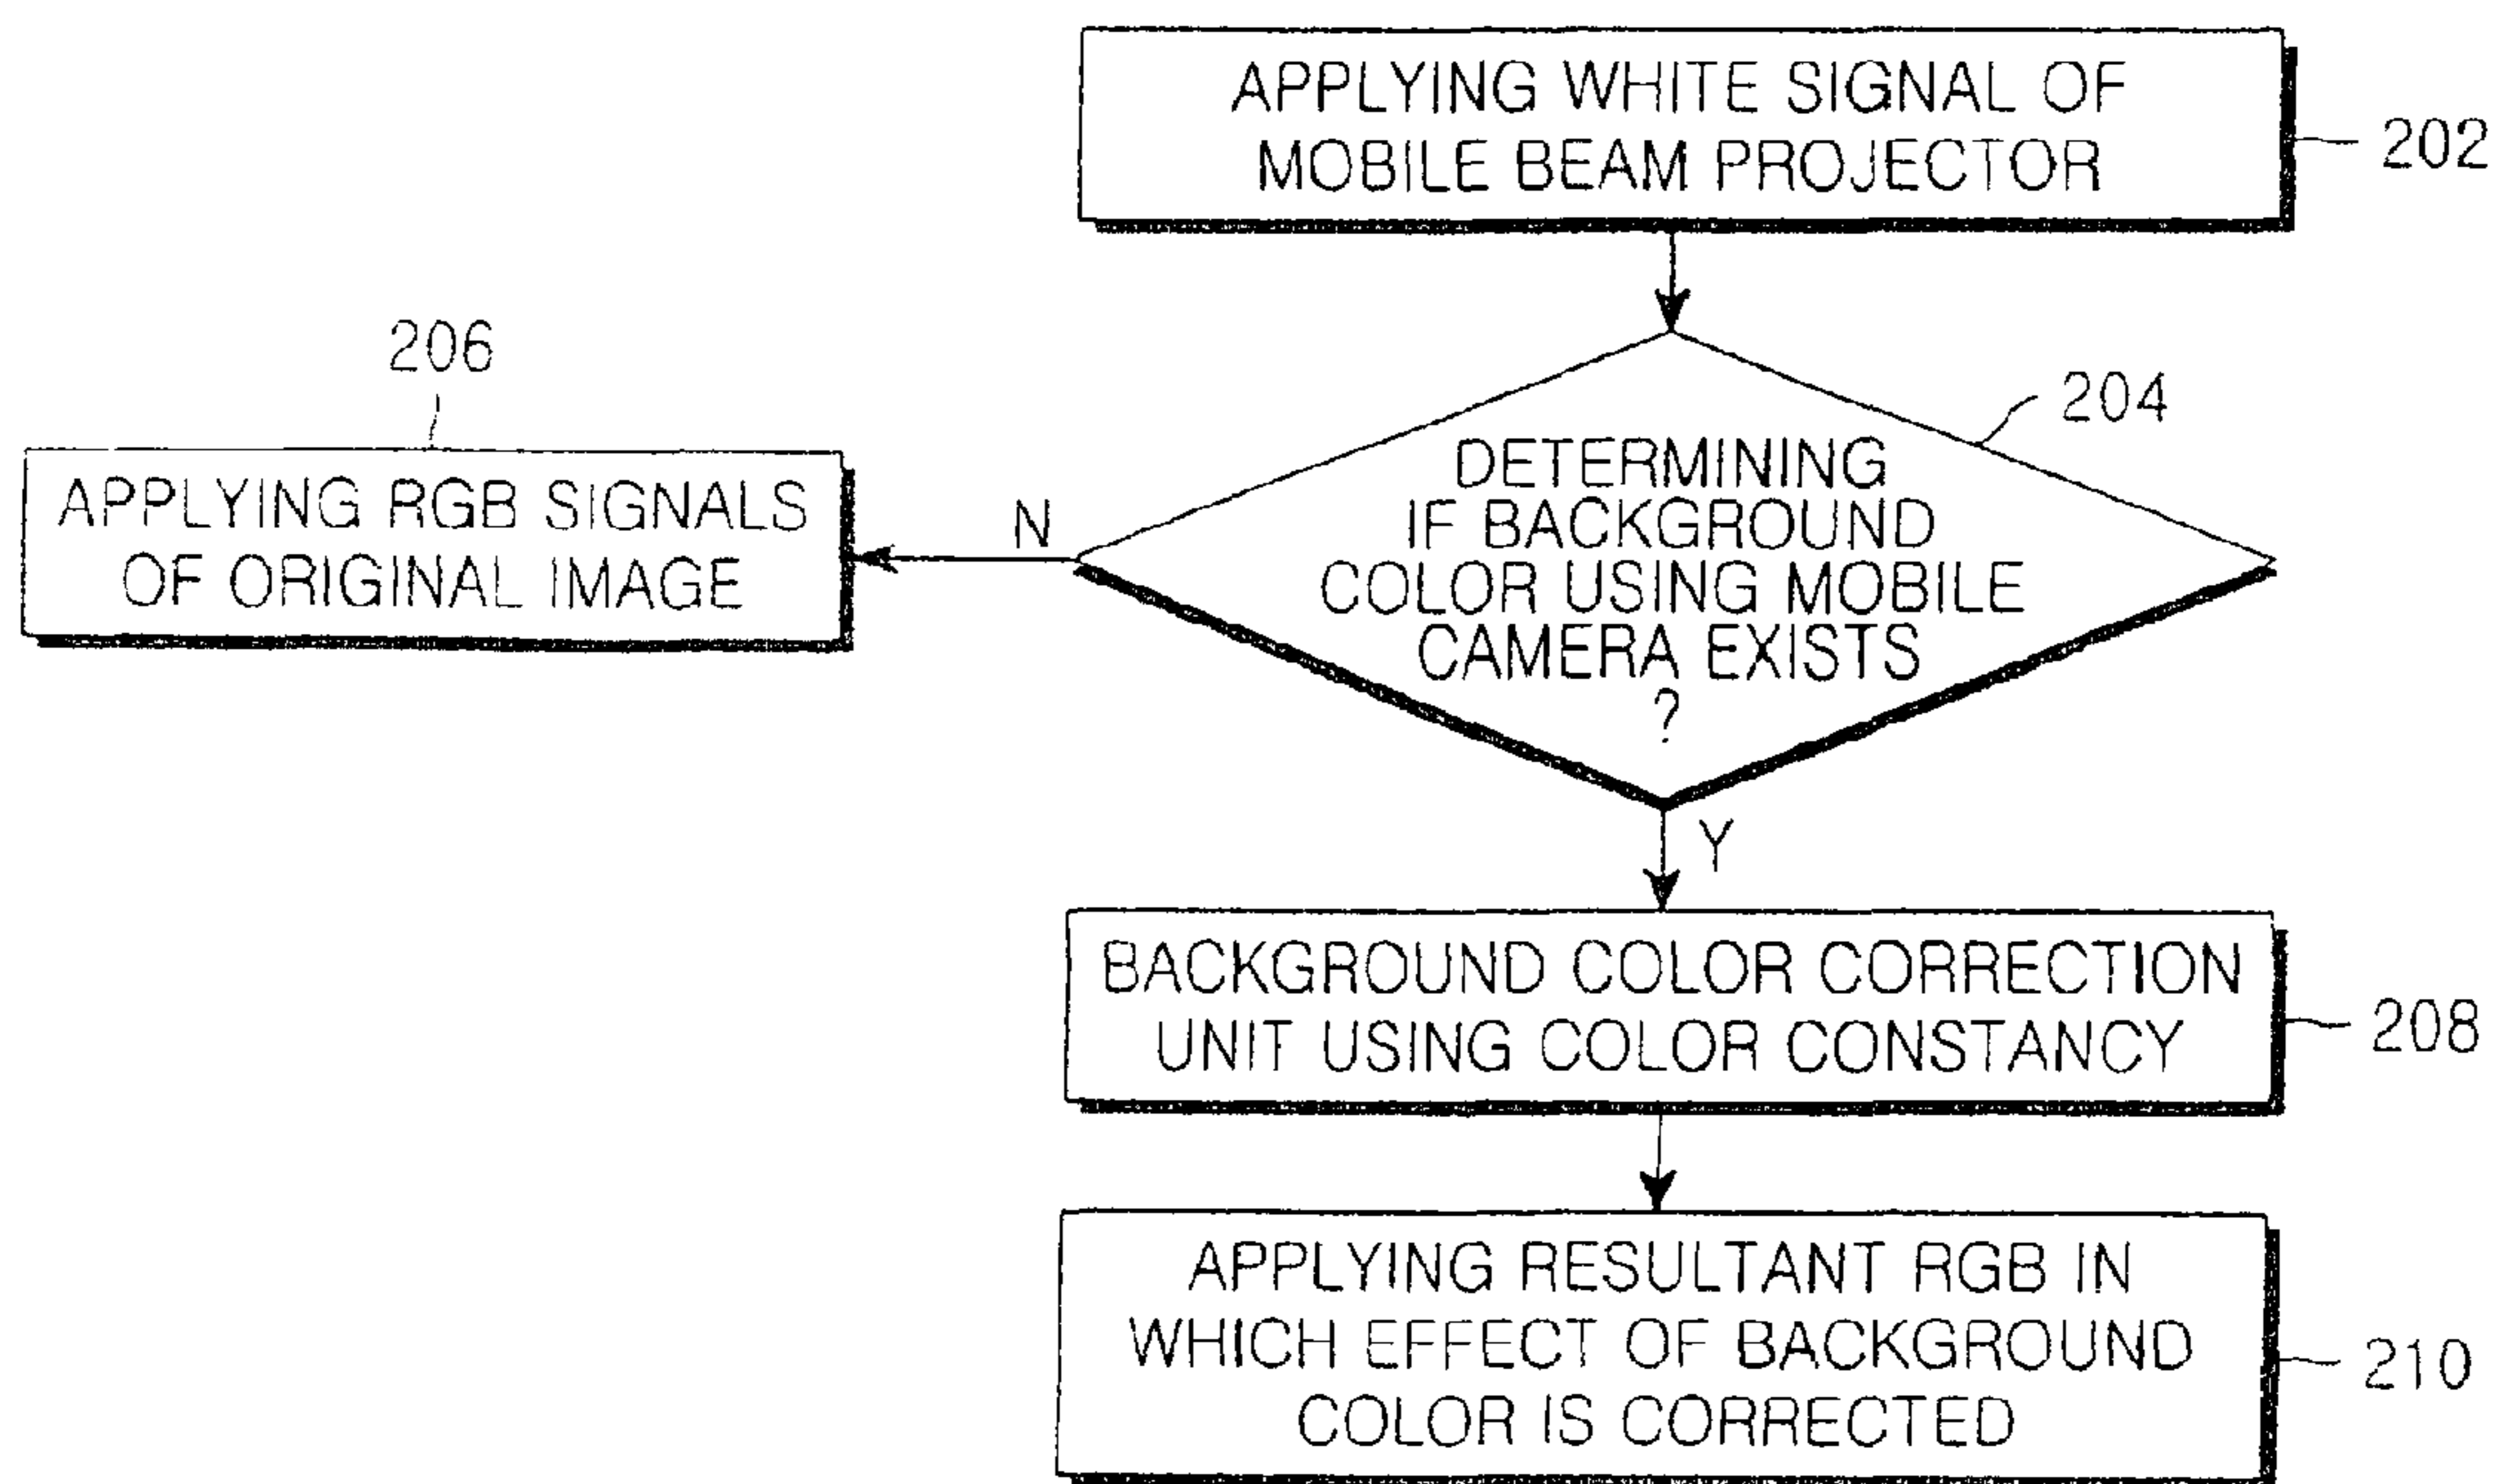 APPLYING WHITE SIGNAL OF
MOBILE BEAM PROJECTOR
202
206
204
APPLYING RGB SIGNALS
OF ORIGINAL IMAGE
N
DETERMINING
IF BACKGROUND
COLOR USING MOBILE
CAMERA EXISTS
?
Y
BACKGROUND COLOR CORRECTION
UNIT USING COLOR CONSTANCY
208
APPLYING RESULTANT RGB IN
WHICH EFFECT OF BACKGROUND
COLOR IS CORRECTED
210